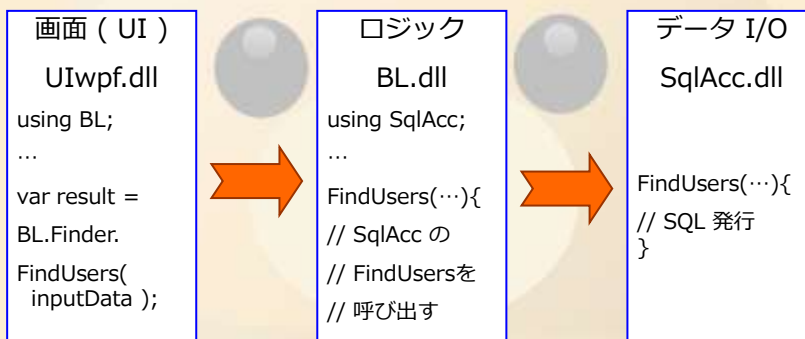 画面 ( UI )
UIwpf.dll
using BL;
…
var result =
BL.Finder.
FindUsers(
inputData );
ロジック
BL.dll
using SqlAcc;
…
FindUsers(…){
// SqlAcc の
// FindUsersを
// 呼び出す
データ I/O
SqlAcc.dll
FindUsers(…){
// SQL 発行
}